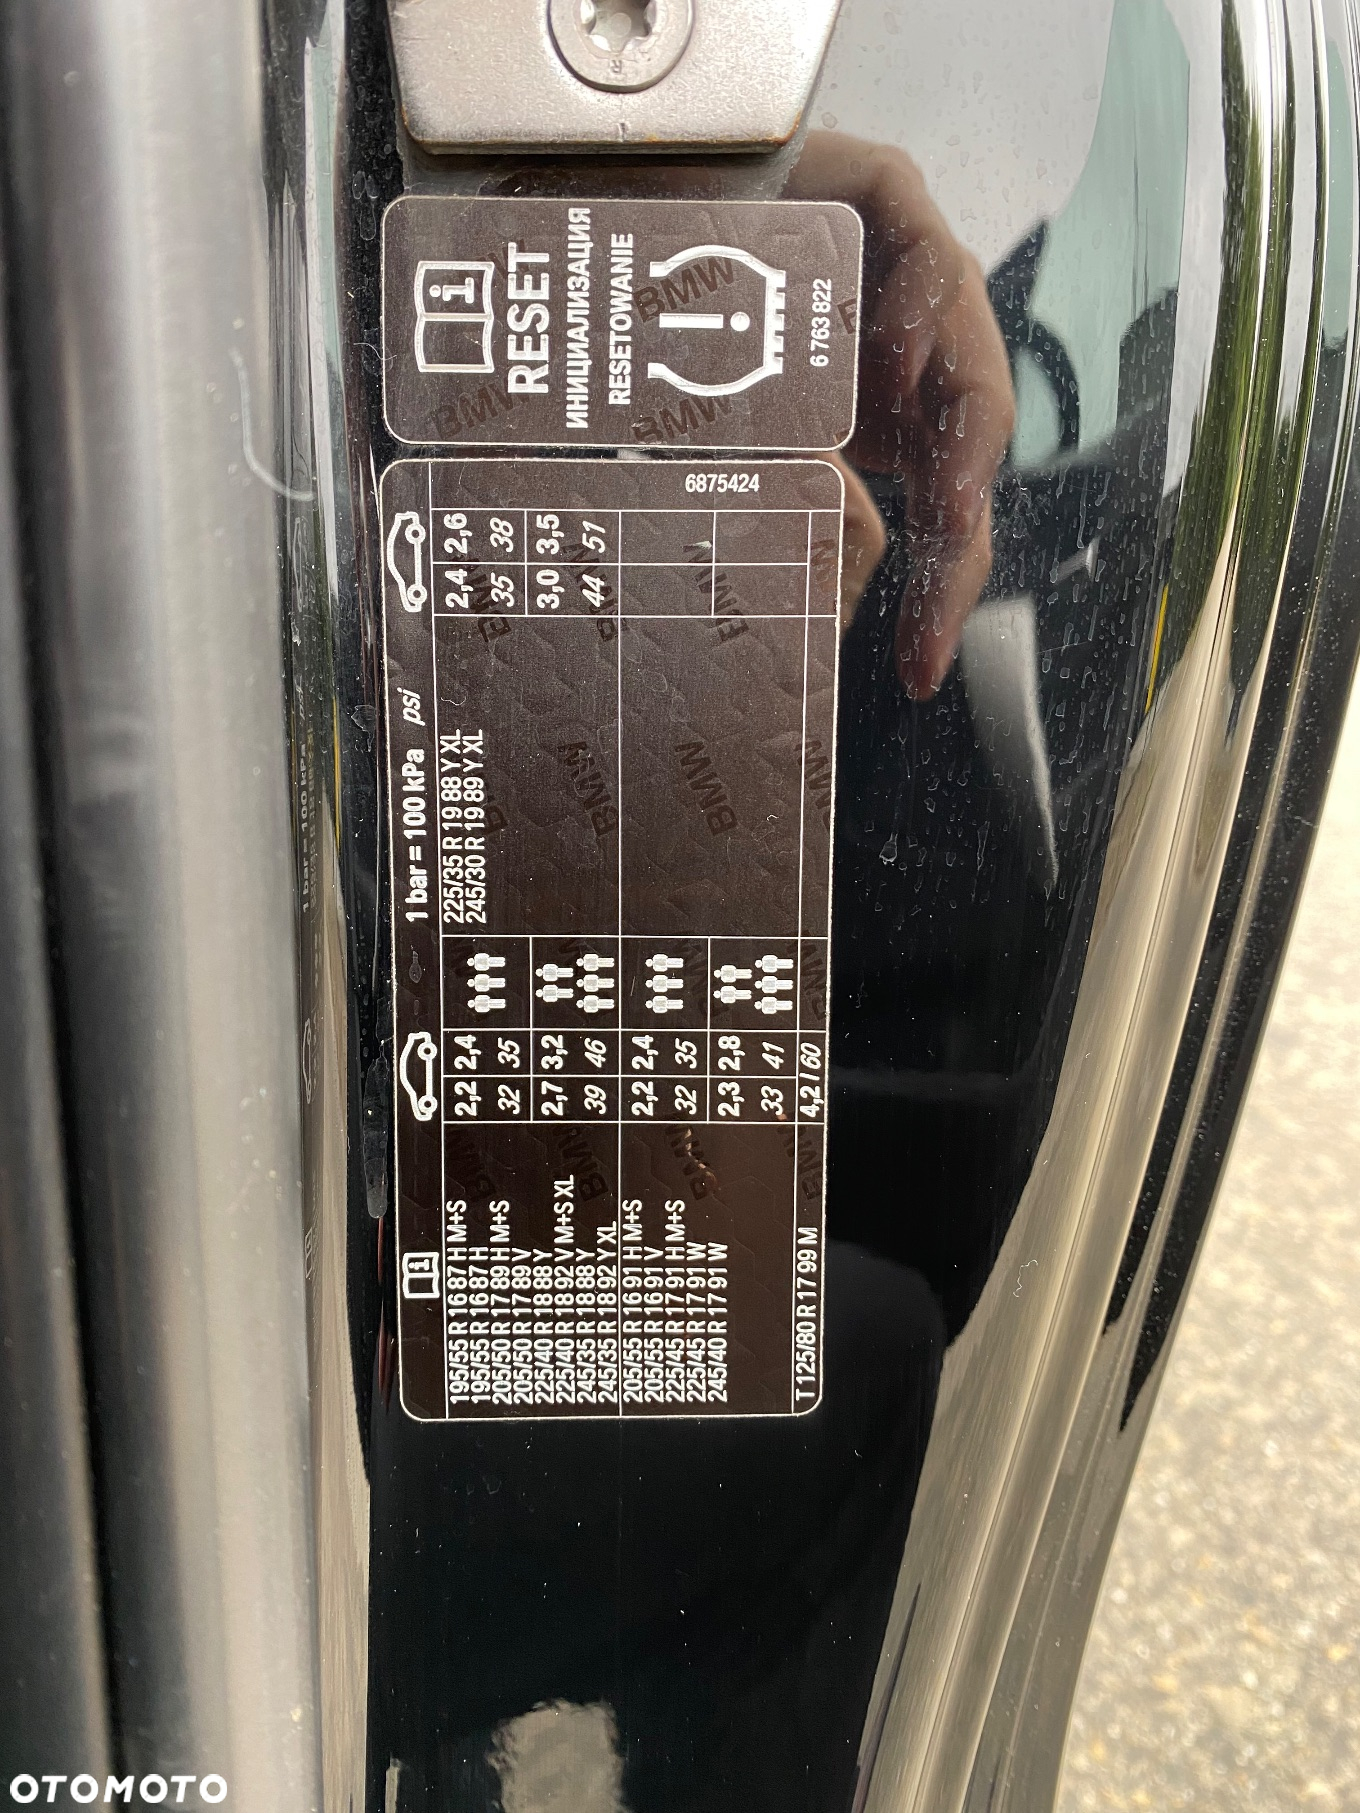 1 bar = 100 kPa psi
195/55 R 16 87 H M+S
195/55 R 16 87 H
205/50 R 17 89 H M+S
205/50 R 17 89 V
225/40 R 18 88 Y
225/40 R 18 92 V M+S XL
245/35 R 18 88 Y
245/35 R 18 92 Y XL
2,2 2,4
32 35
2,7 3,2
39 46
225/35 R 19 88 Y XL
245/30 R 19 89 Y XL
2,4 2,6
35 38
3,0 3,5
44 51
205/55 R 16 91 H M+S
205/55 R 16 91 V
225/45 R 17 91 H M+S
225/45 R 17 91 W
245/40 R 17 91 W
2,2 2,4
32 35
2,3 2,8
33 41
T 125/80 R 17 99 M
4,2 / 60
6875424
RESET
ИНИЦИАЛИЗАЦИЯ
RESETOWANIE
6 763 822
BMW
BMW
BMW
BMW
OTOMOTO